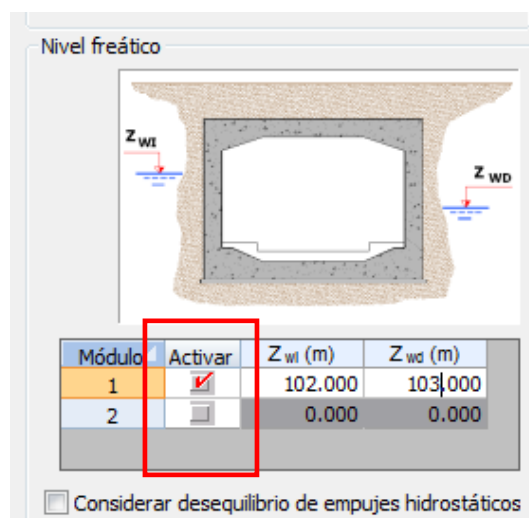 Nivel freático
Z WI
Z WD
Módulo Activar Z wi (m) Z wd (m)
1 102.000 103.000
2 0.000 0.000
Considerar desequilibrio de empujes hidrostáticos